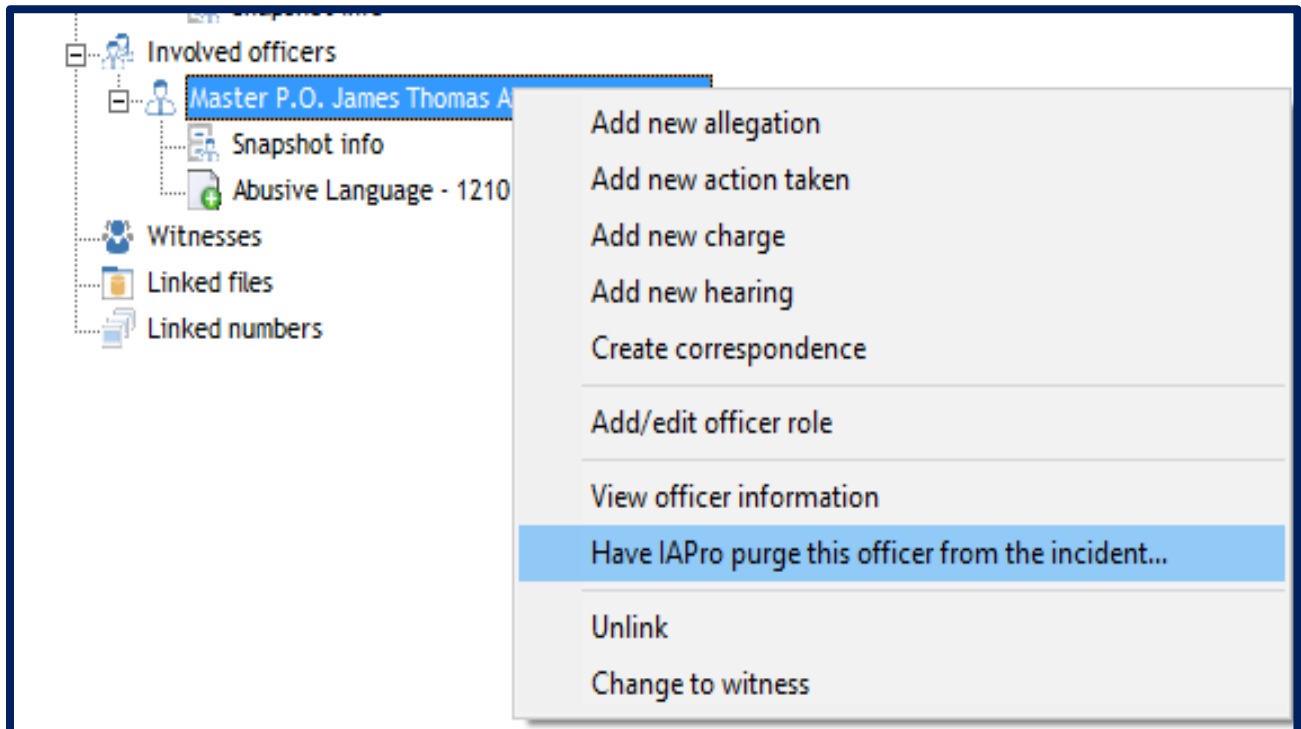 Snapshot info
Involved officers
Master P.O. James Thomas A
Snapshot info
Abusive Language - 1210
Witnesses
Linked files
Linked numbers
Add new allegation
Add new action taken
Add new charge
Add new hearing
Create correspondence
Add/edit officer role
View officer information
Have IAPro purge this officer from the incident...
Unlink
Change to witness